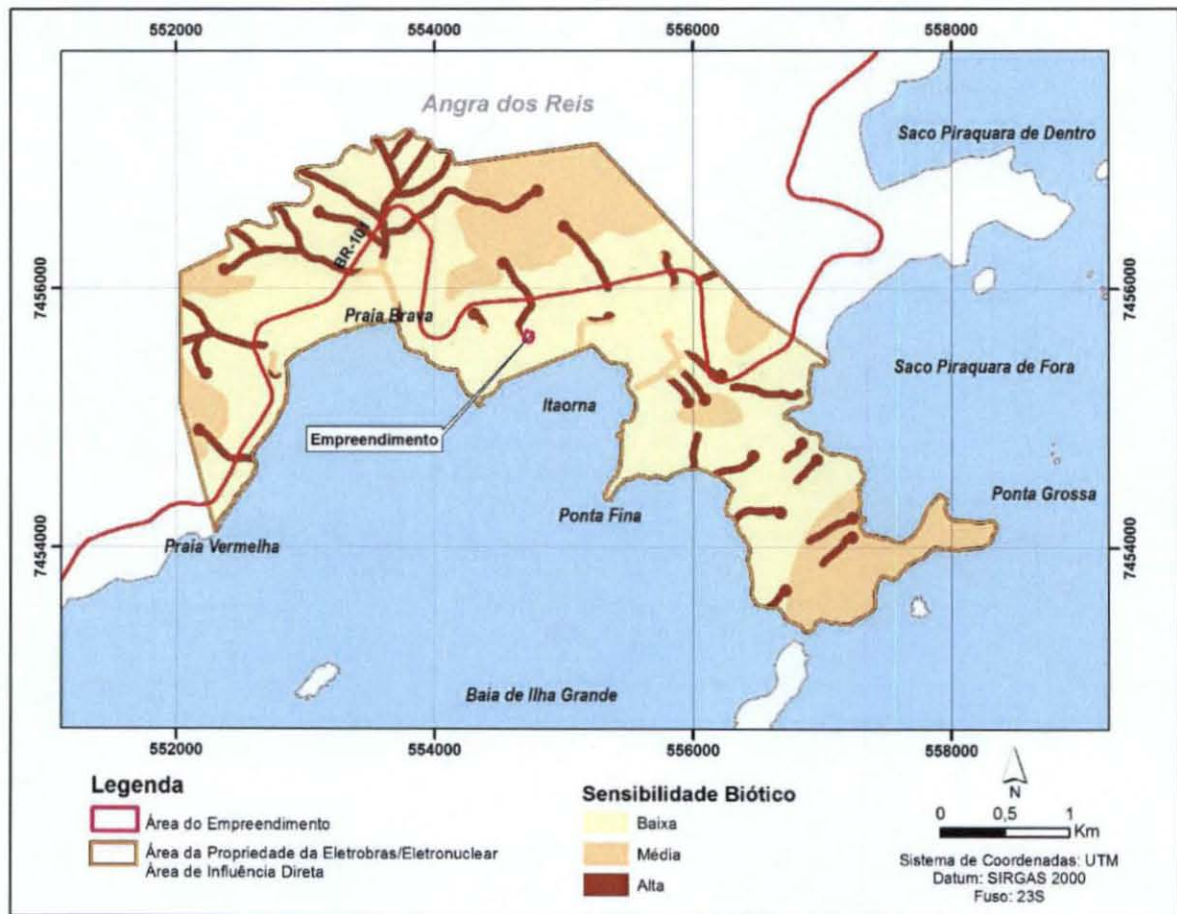 552000
554000
556000
558000
Angra dos Reis
Saco Piraquara de Dentro
BR-101
7456000
7456000
Praia Brava
Saco Piraquara de Fora
Itaorna
Empreendimento
Ponta Grossa
Ponta Fina
7454000
7454000
Praia Vermelha
Baia de Ilha Grande
552000
554000
556000
558000
Legenda
Área do Empreendimento
Área da Propriedade da Eletrobras/Eletronuclear
Área de Influência Direta
Sensibilidade Biótico
Baixa
Média
Alta
N
0 0,5 1
Km
Sistema de Coordenadas: UTM
Datum: SIRGAS 2000
Fuso: 23S